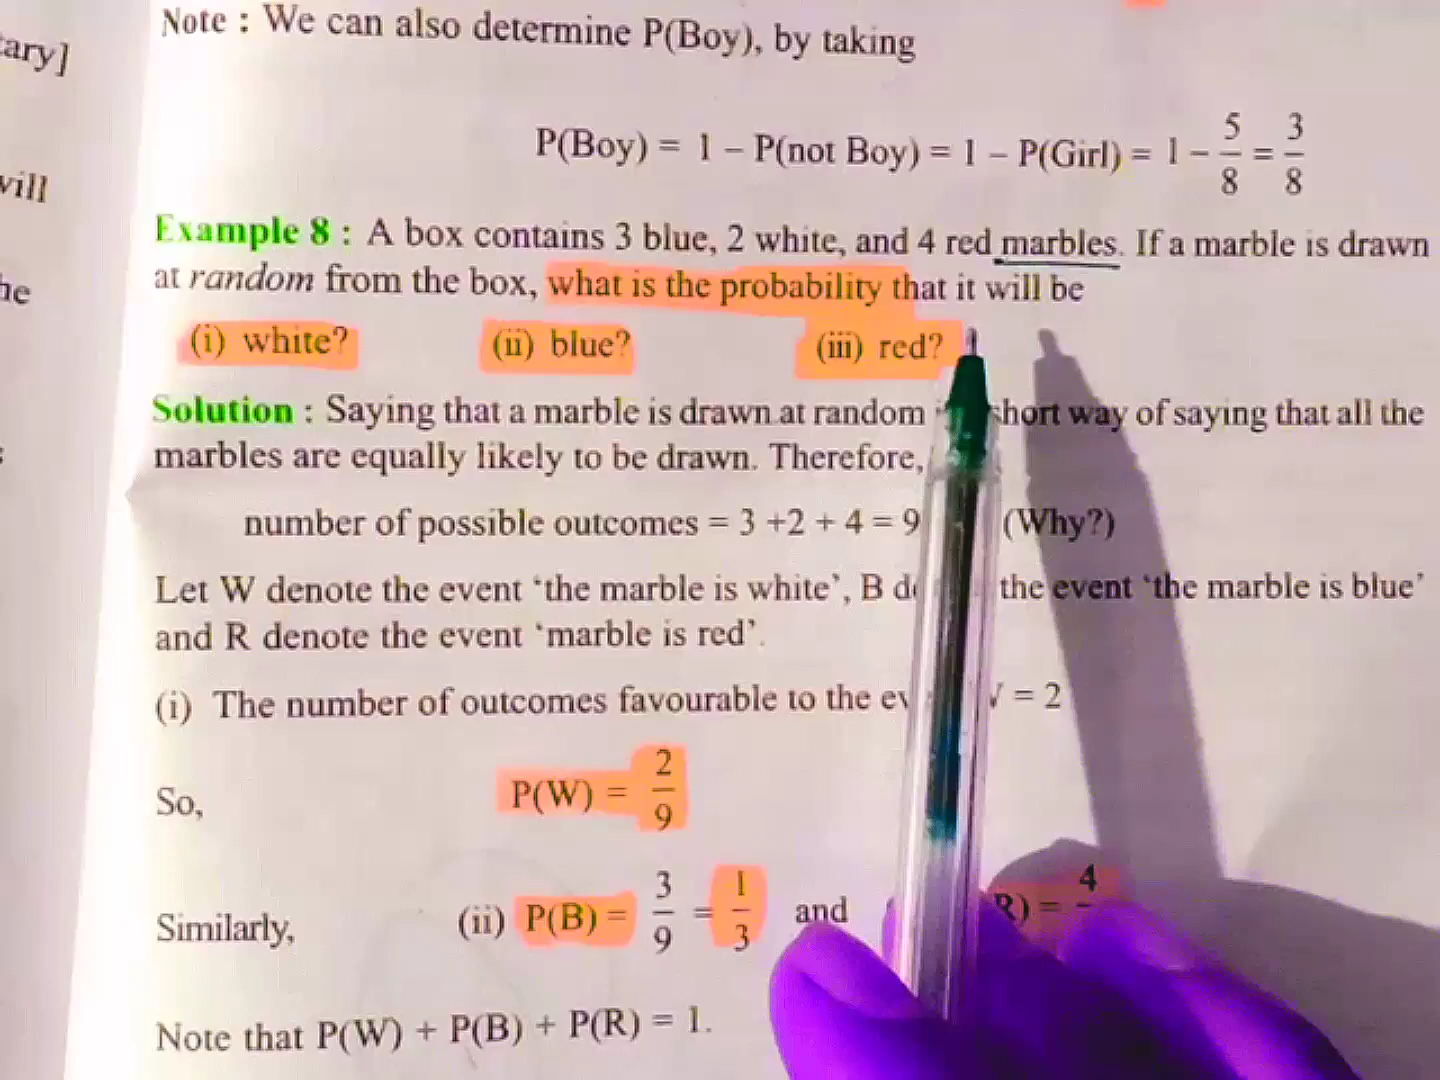 Note : We can also determine P(Boy), by taking
P(Boy) = 1 – P(not Boy) = 1 – P(Girl) = 1 – 5/8 = 3/8
Example 8 : A box contains 3 blue, 2 white, and 4 red marbles. If a marble is drawn
at random from the box, what is the probability that it will be
(i) white? (ii) blue? (iii) red?
Solution : Saying that a marble is drawn at random short way of saying that all the
marbles are equally likely to be drawn. Therefore,
number of possible outcomes = 3 +2 + 4 = 9 (Why?)
Let W denote the event ‘the marble is white’, B the event ‘the marble is blue’
and R denote the event ‘marble is red’.
(i) The number of outcomes favourable to the = 2
So, P(W) = 2/9
Similarly, (ii) P(B) = 3/9 = 1/3 and R) = 4
Note that P(W) + P(B) + P(R) = 1.
tary]
will
he